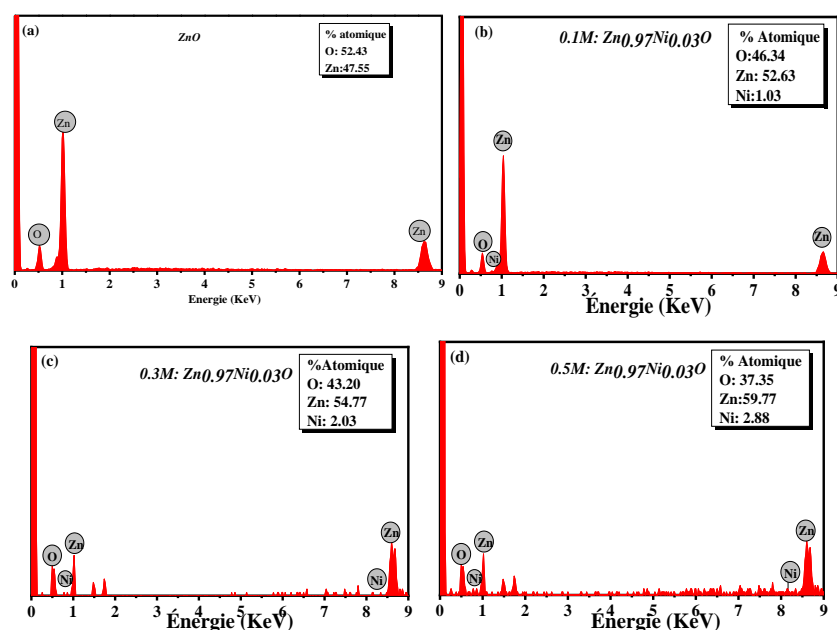 (a)
ZnO
% atomique
O: 52.43
Zn:47.55
Zn
O
Zn
0 1 2 3 4 5 6 7 8 9
Energie (KeV)
(b)
0.1M: Zn0.97Ni0.03O
% Atomique
O:46.34
Zn: 52.63
Ni:1.03
Zn
O
Ni
Zn
0 1 2 3 4 5 6 7 8 9
Énergie (KeV)
(c)
0.3M: Zn0.97Ni0.03O
%Atomique
O: 43.20
Zn: 54.77
Ni: 2.03
O
Ni
Zn
Ni
Zn
0 1 2 3 4 5 6 7 8 9
Énergie (KeV)
(d)
0.5M: Zn0.97Ni0.03O
% Atomique
O: 37.35
Zn:59.77
Ni: 2.88
O
Ni
Zn
Ni
Zn
0 1 2 3 4 5 6 7 8 9
Énergie (KeV)